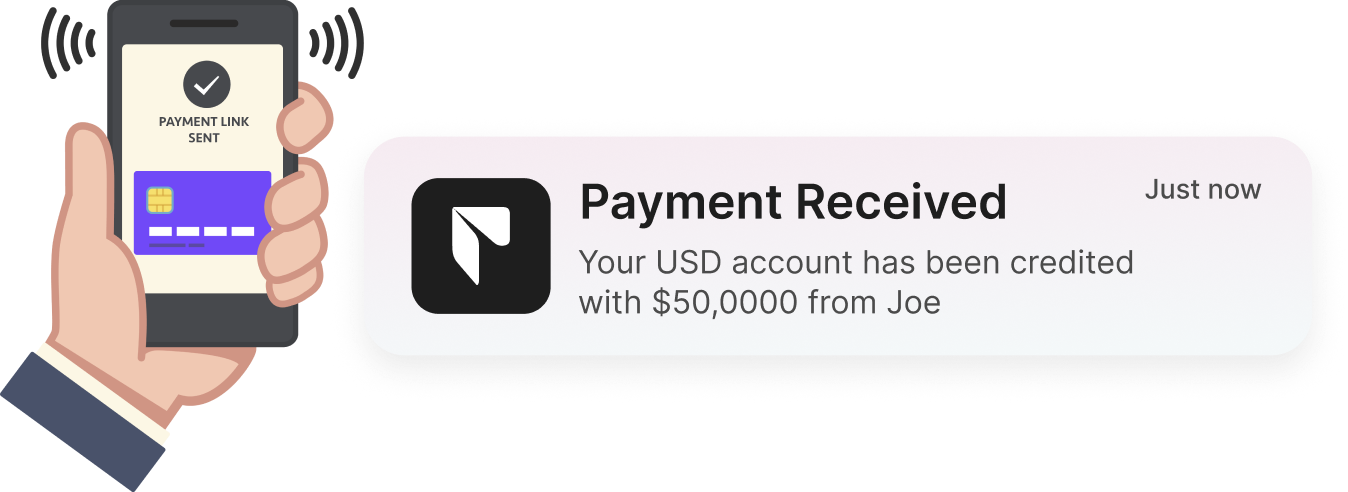 PAYMENT LINK
SENT
Payment Received
Just now
Your USD account has been credited
with $50,0000 from Joe